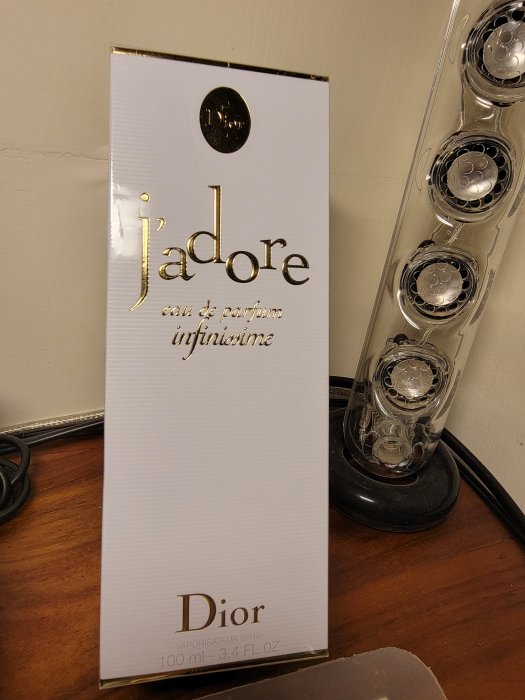 Dior
j'adore
eau de parfum
infinissime
Dior
VAPORISATEUR SPRAY
100 ml - 3.4 FL.OZ